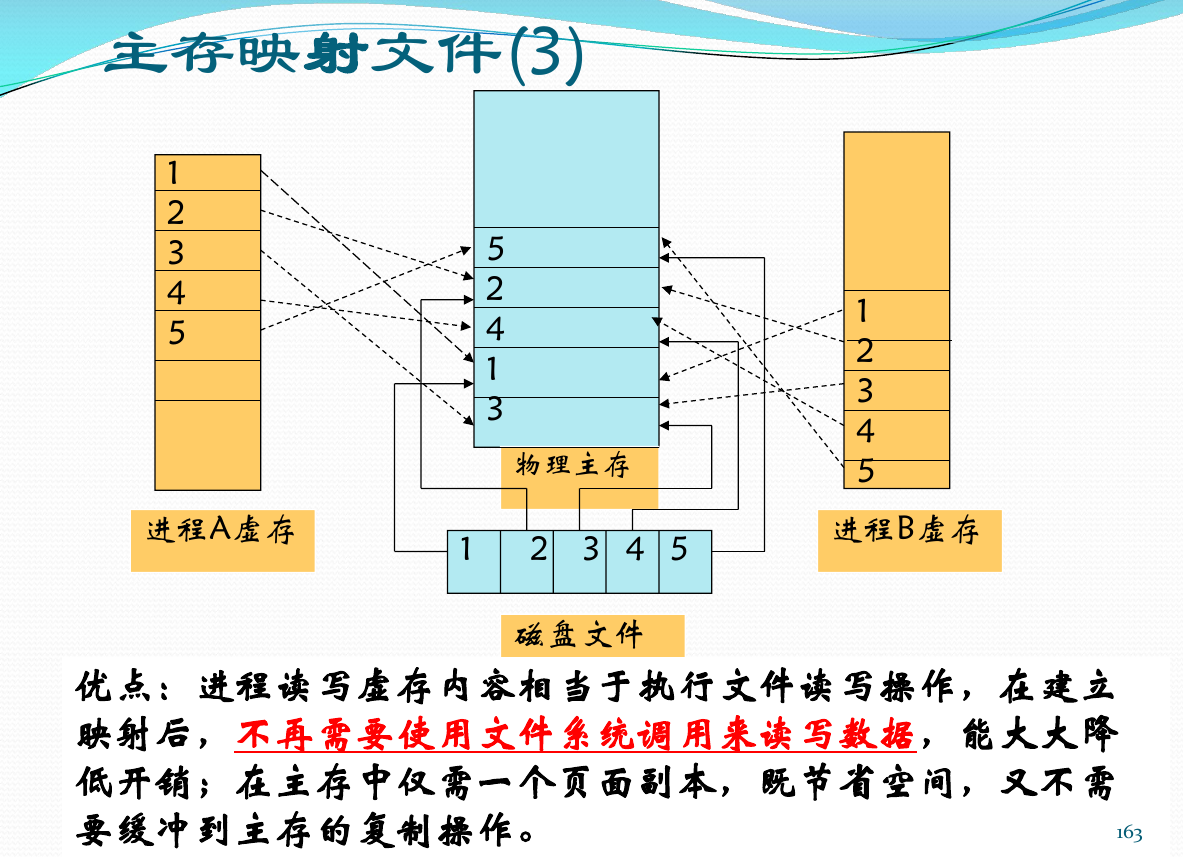 主存映射文件(3)
1
2
3
4
5
5
2
4
1
3
1
2
3
4
5
物理主存
进程A虚存
进程B虚存
1 2 3 4 5
磁盘文件
优点：进程读写虚存内容相当于执行文件读写操作，在建立
映射后，不再需要使用文件系统调用来读写数据，能大大降
低开销；在主存中仅需一个页面副本，既节省空间，又不需
要缓冲到主存的复制操作。
163